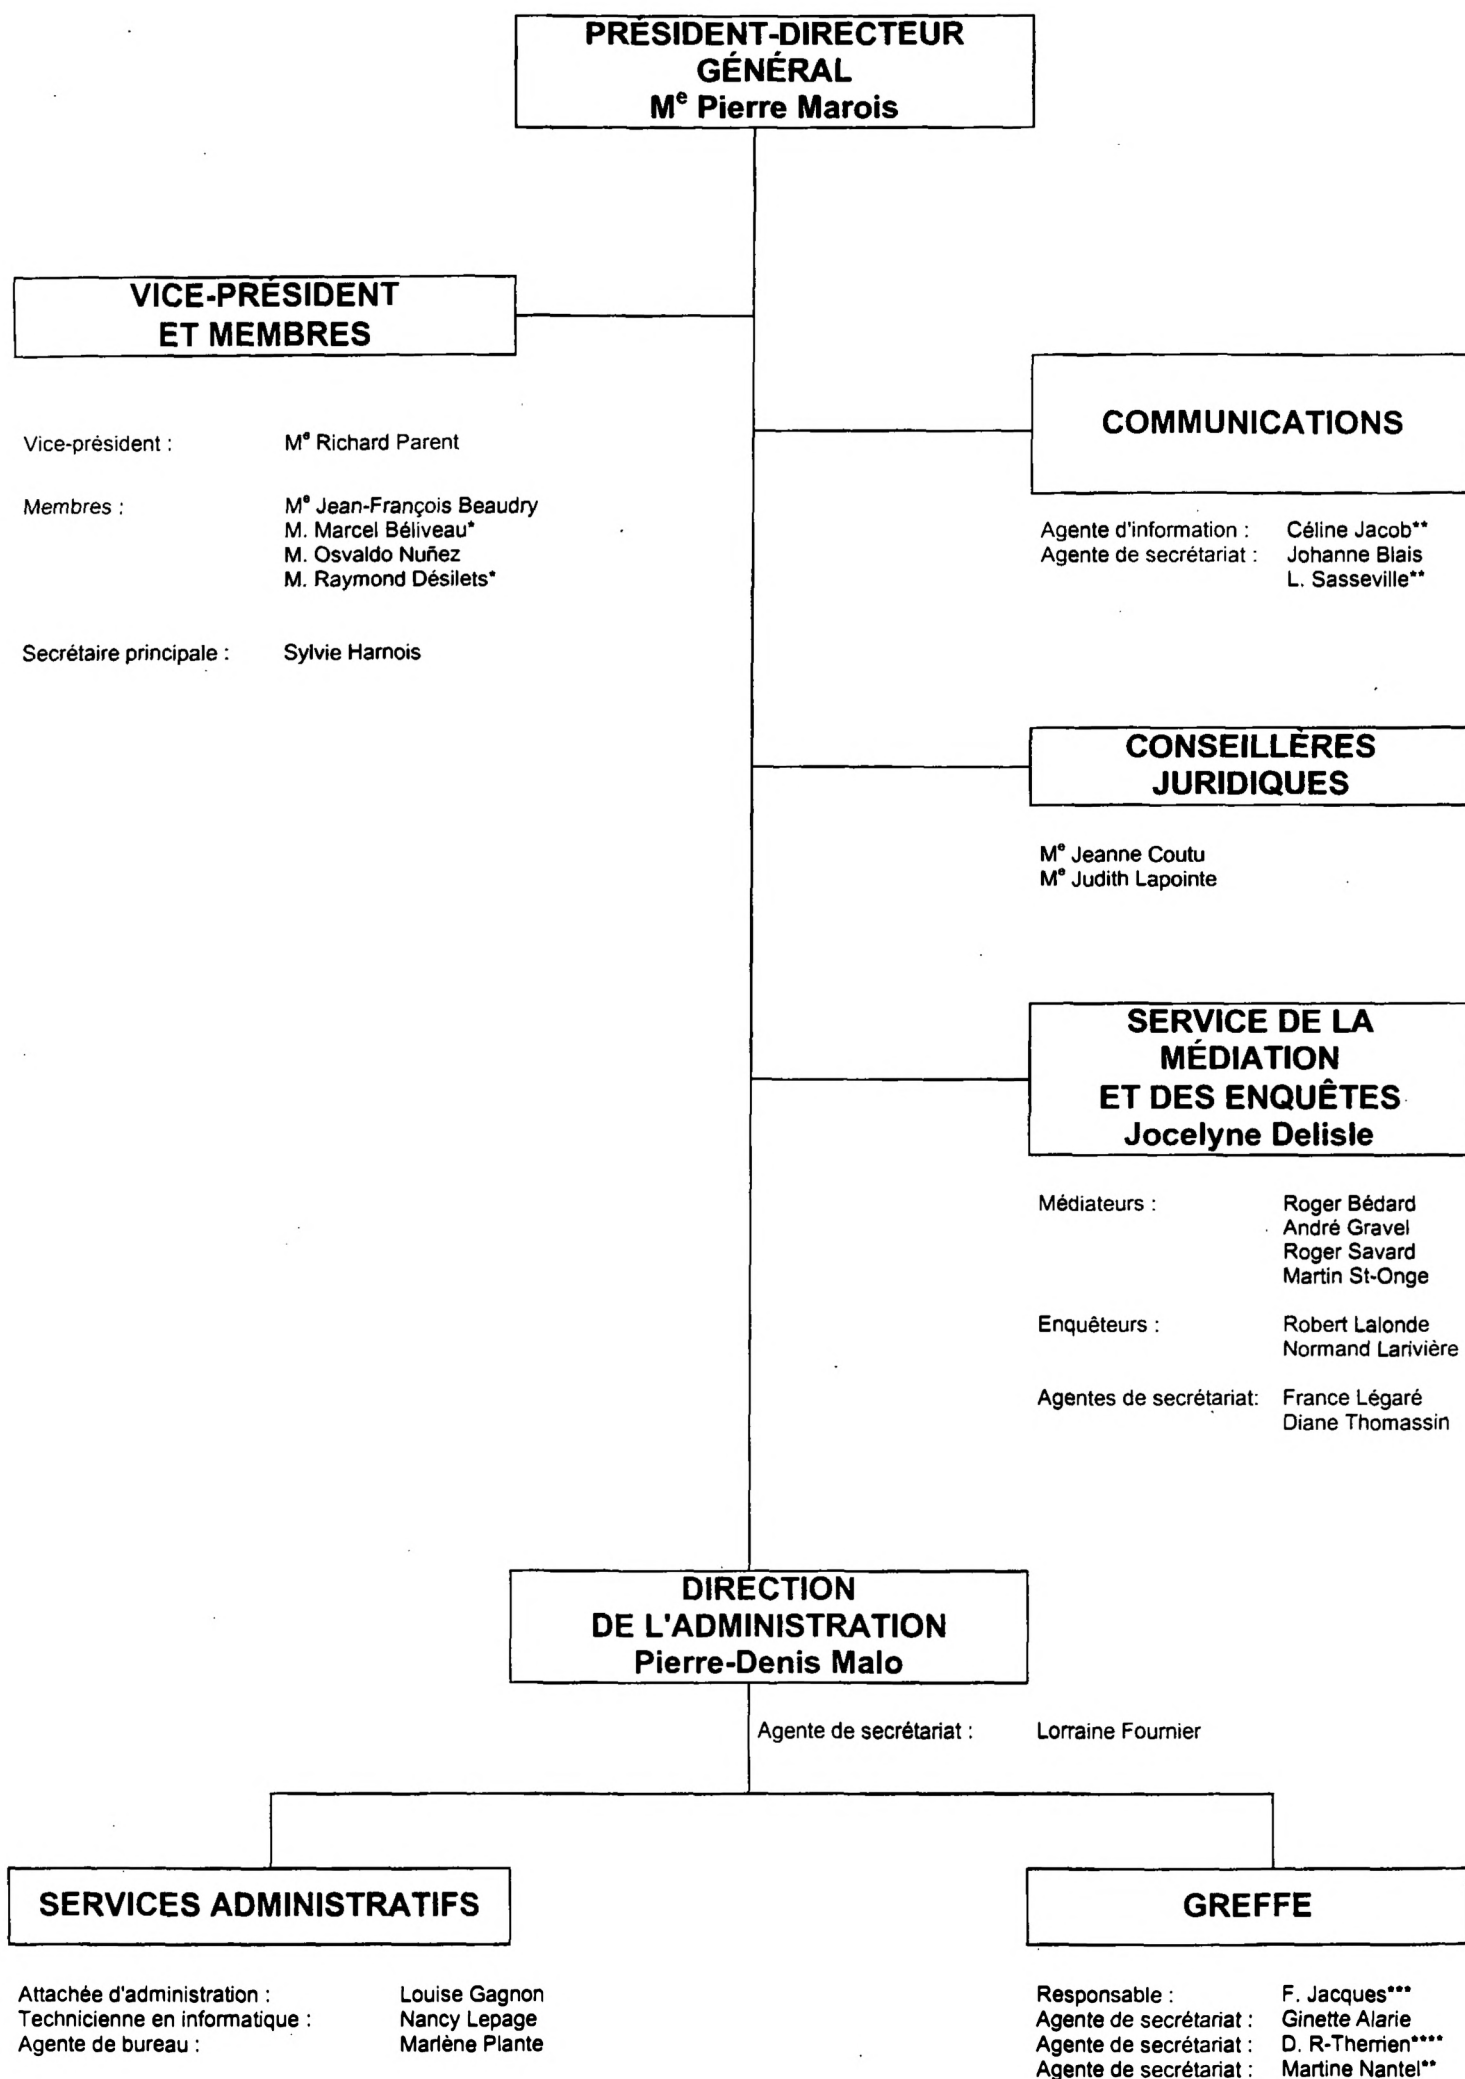 PRÉSIDENT-DIRECTEUR
GÉNÉRAL
Me Pierre Marois
VICE-PRÉSIDENT
ET MEMBRES
Vice-président : Me Richard Parent
Membres : Me Jean-François Beaudry
M. Marcel Béliveau*
M. Osvaldo Nuñez
M. Raymond Désilets*
Secrétaire principale : Sylvie Harnois
COMMUNICATIONS
Agente d'information : Céline Jacob**
Agente de secrétariat : Johanne Blais
L. Sasseville**
CONSEILLÈRES
JURIDIQUES
Me Jeanne Coutu
Me Judith Lapointe
SERVICE DE LA
MÉDIATION
ET DES ENQUÊTES
Jocelyne Delisle
Médiateurs : Roger Bédard
André Gravel
Roger Savard
Martin St-Onge
Enquêteurs : Robert Lalonde
Normand Larivière
Agentes de secrétariat: France Légaré
Diane Thomassin
DIRECTION
DE L'ADMINISTRATION
Pierre-Denis Malo
Agente de secrétariat : Lorraine Fournier
SERVICES ADMINISTRATIFS
Attachée d'administration : Louise Gagnon
Technicienne en informatique : Nancy Lepage
Agente de bureau : Marlène Plante
GREFFE
Responsable : F. Jacques***
Agente de secrétariat : Ginette Alarie
Agente de secrétariat : D. R-Therrien****
Agente de secrétariat : Martine Nantel**